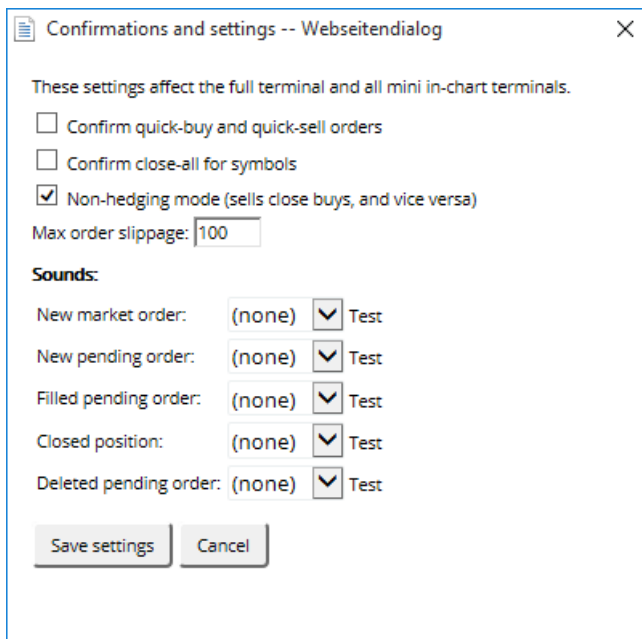 Confirmations and settings -- Webseitendialog
These settings affect the full terminal and all mini in-chart terminals.
Confirm quick-buy and quick-sell orders
Confirm close-all for symbols
Non-hedging mode (sells close buys, and vice versa)
Max order slippage: 100
Sounds:
New market order: (none) Test
New pending order: (none) Test
Filled pending order: (none) Test
Closed position: (none) Test
Deleted pending order: (none) Test
Save settings Cancel